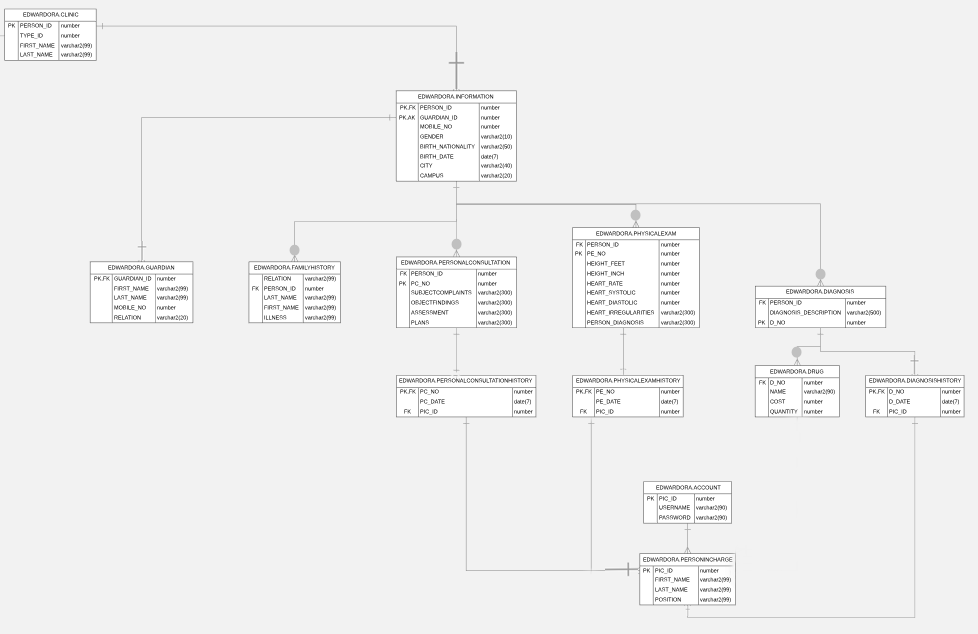 EDWARDORA.CLINIC
PK PERSON_ID number
TYPE_ID number
FIRST_NAME varchar2(99)
LAST_NAME varchar2(99)
EDWARDORA.INFORMATION
PK,FK PERSON_ID number
PK,AK GUARDIAN_ID number
MOBILE_NO number
GENDER varchar2(10)
BIRTH_NATIONALITY varchar2(50)
BIRTH_DATE date(7)
CITY varchar2(40)
CAMPUS varchar2(20)
EDWARDORA.GUARDIAN
PK,FK GUARDIAN_ID number
FIRST_NAME varchar2(99)
LAST_NAME varchar2(99)
MOBILE_NO number
RELATION varchar2(20)
EDWARDORA.FAMILYHISTORY
RELATION varchar2(99)
FK PERSON_ID number
LAST_NAME varchar2(99)
FIRST_NAME varchar2(99)
ILLNESS varchar2(99)
EDWARDORA.PERSONALCONSULTATION
FK PERSON_ID number
PK PC_NO number
SUBJECTCOMPLAINTS varchar2(300)
OBJECTFINDINGS varchar2(300)
ASSESSMENT varchar2(300)
PLANS varchar2(300)
EDWARDORA.PHYSICALEXAM
FK PERSON_ID number
PK PE_NO number
HEIGHT_FEET number
HEIGHT_INCH number
HEART_RATE number
HEART_SYSTOLIC number
HEART_DIASTOLIC number
HEART_IRREGULARITIES varchar2(300)
PERSON_DIAGNOSIS varchar2(300)
EDWARDORA.DIAGNOSIS
FK PERSON_ID number
DIAGNOSIS_DESCRIPTION varchar2(500)
PK D_NO number
EDWARDORA.PERSONALCONSULTATIONHISTORY
PK,FK PC_NO number
PC_DATE date(7)
FK PIC_ID number
EDWARDORA.PHYSICALEXAMHISTORY
PK,FK PE_NO number
PE_DATE date(7)
FK PIC_ID number
EDWARDORA.DRUG
FK D_NO number
NAME varchar2(90)
COST number
QUANTITY number
EDWARDORA.DIAGNOSISHISTORY
PK,FK D_NO number
D_DATE date(7)
FK PIC_ID number
EDWARDORA.ACCOUNT
PK PIC_ID number
USERNAME varchar2(90)
PASSWORD varchar2(90)
EDWARDORA.PERSONINCHARGE
PK PIC_ID number
FIRST_NAME varchar2(99)
LAST_NAME varchar2(99)
POSITION varchar2(99)